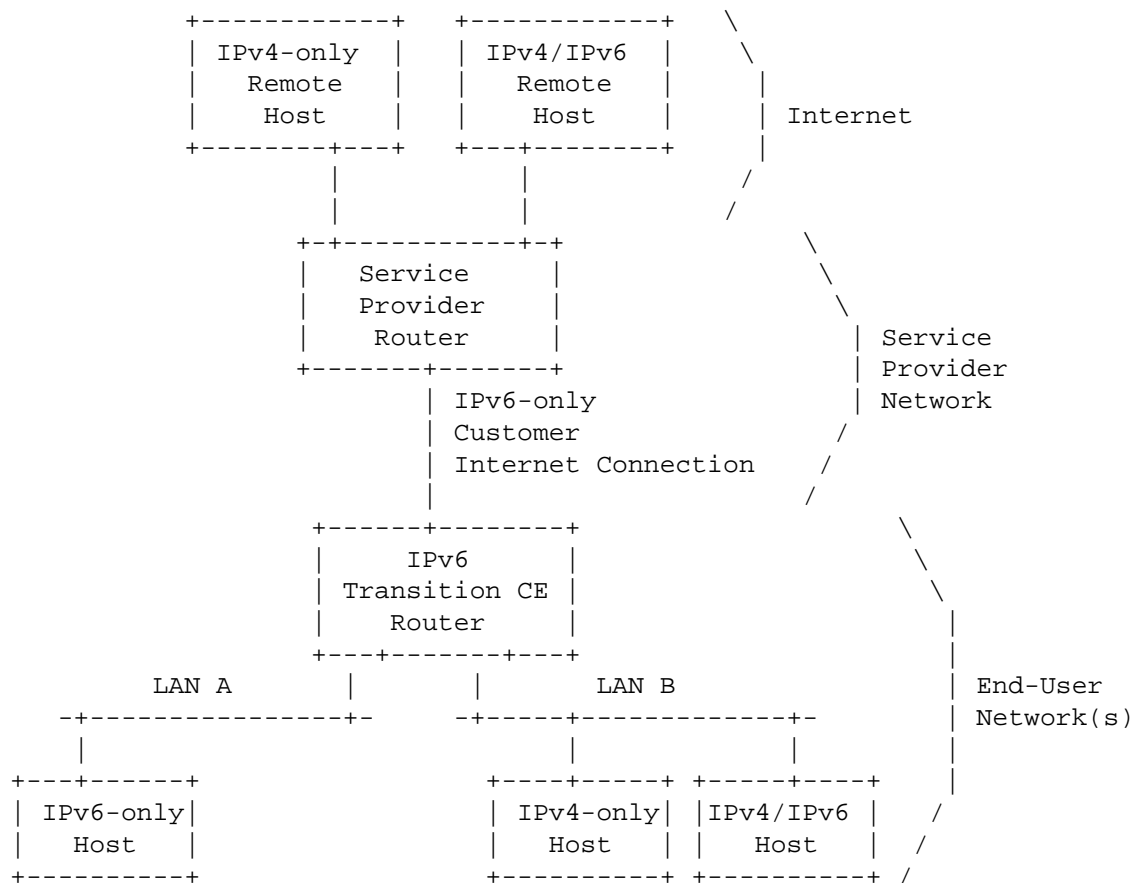 IPv4-only
Remote
Host
IPv4/IPv6
Remote
Host
Internet
Service
Provider
Router
Service
Provider
Network
IPv6-only
Customer
Internet Connection
IPv6
Transition CE
Router
LAN A
LAN B
End-User
Network(s)
IPv6-only
Host
IPv4-only
Host
IPv4/IPv6
Host